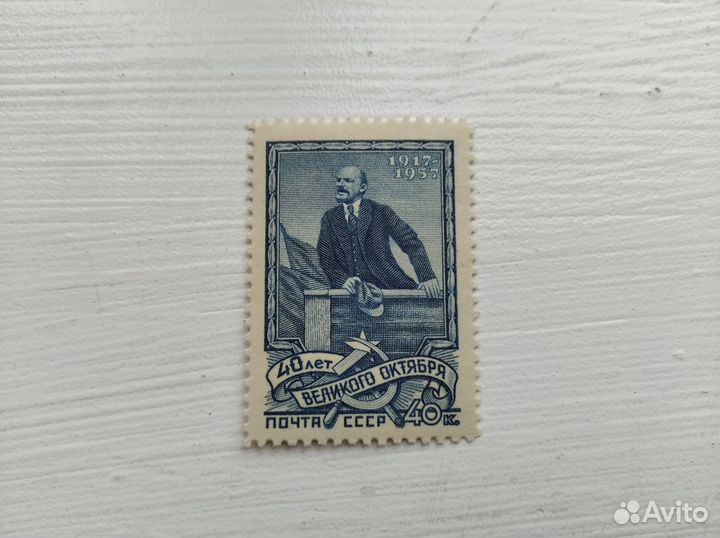 1917-
1957
40 ЛЕТ
ВЕЛИКОГО ОКТЯБРЯ
ПОЧТА СССР 40 К.
Avito